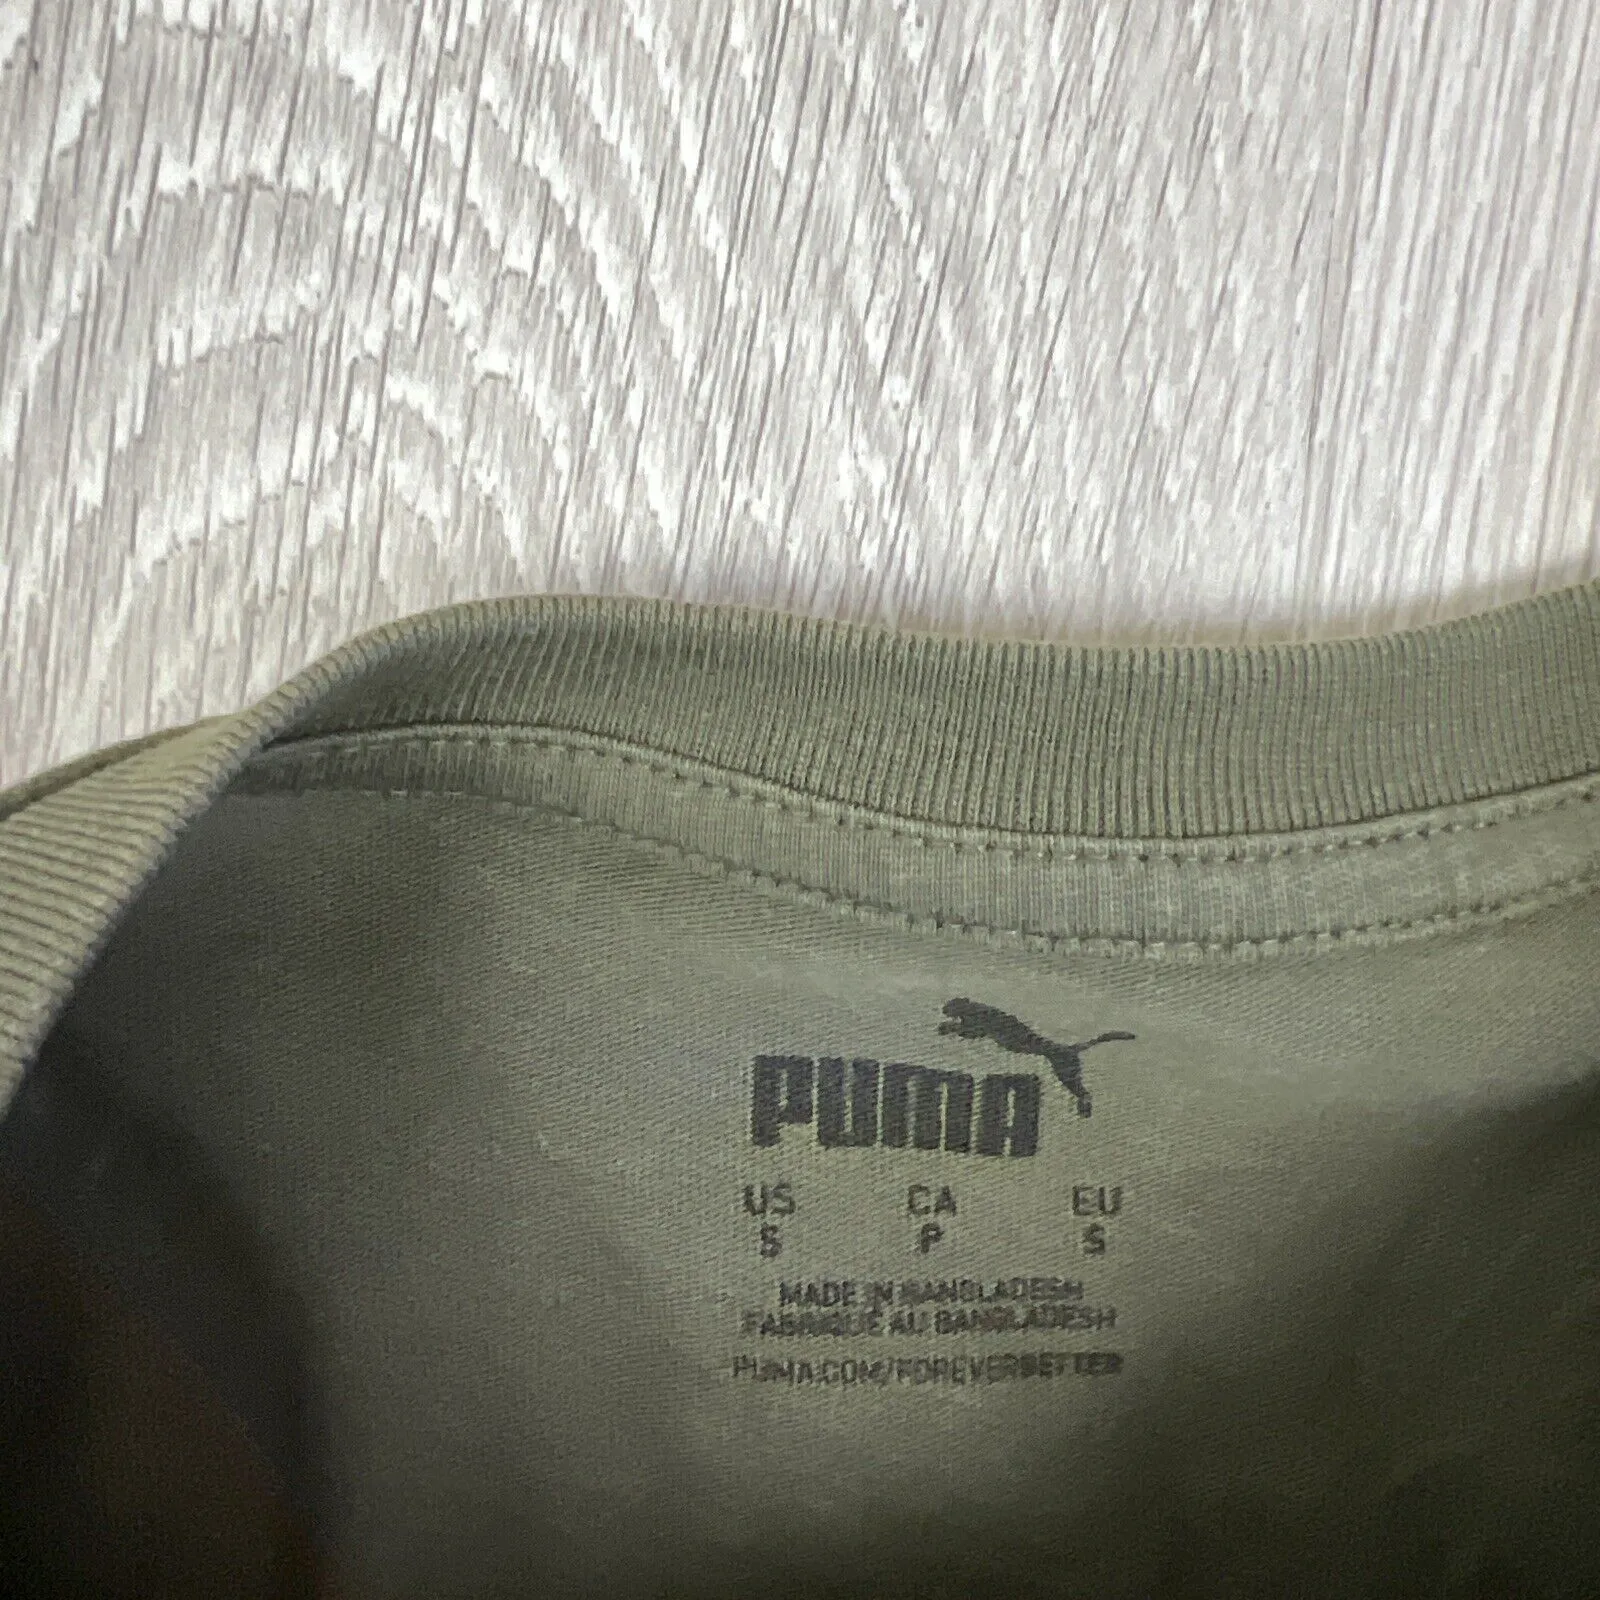 PUMA
US CA EU
S P S
MADE IN BANGLADESH
FABRIQUÉ AU BANGLADESH
PUMA.COM/FOREVERBETTER